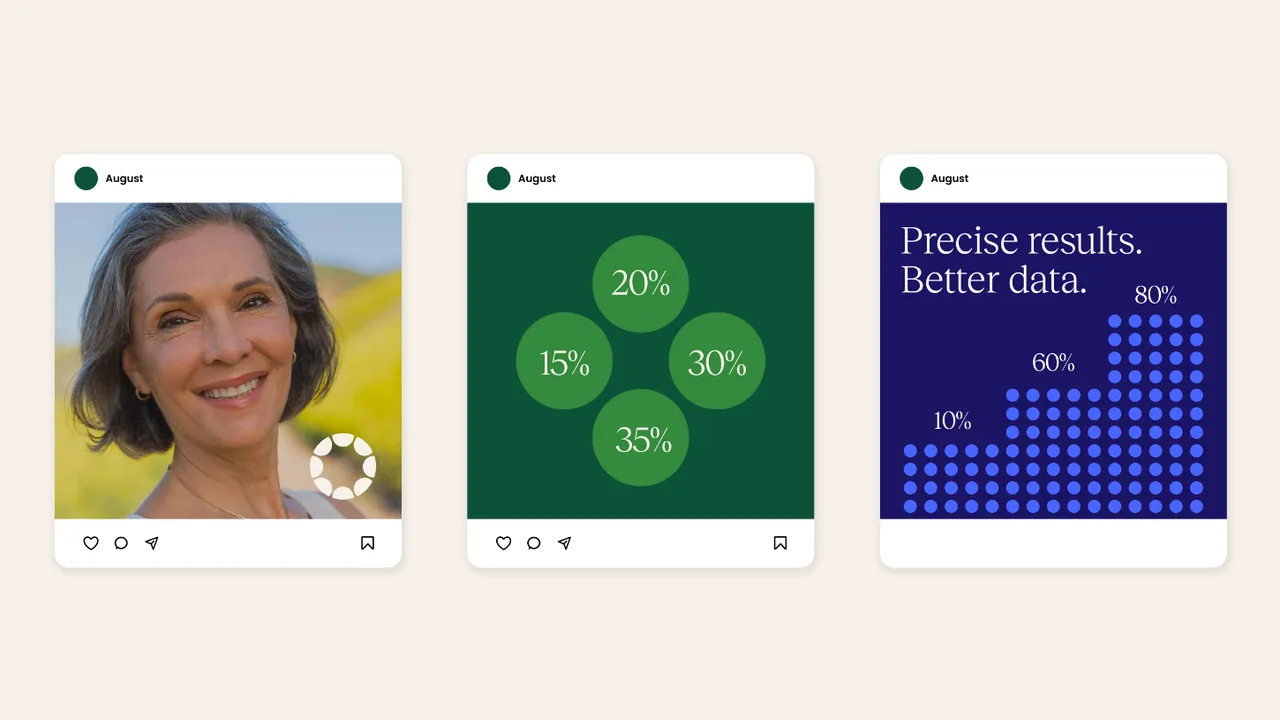 August
August
20%
15%
30%
35%
August
Precise results.
Better data.
80%
60%
10%